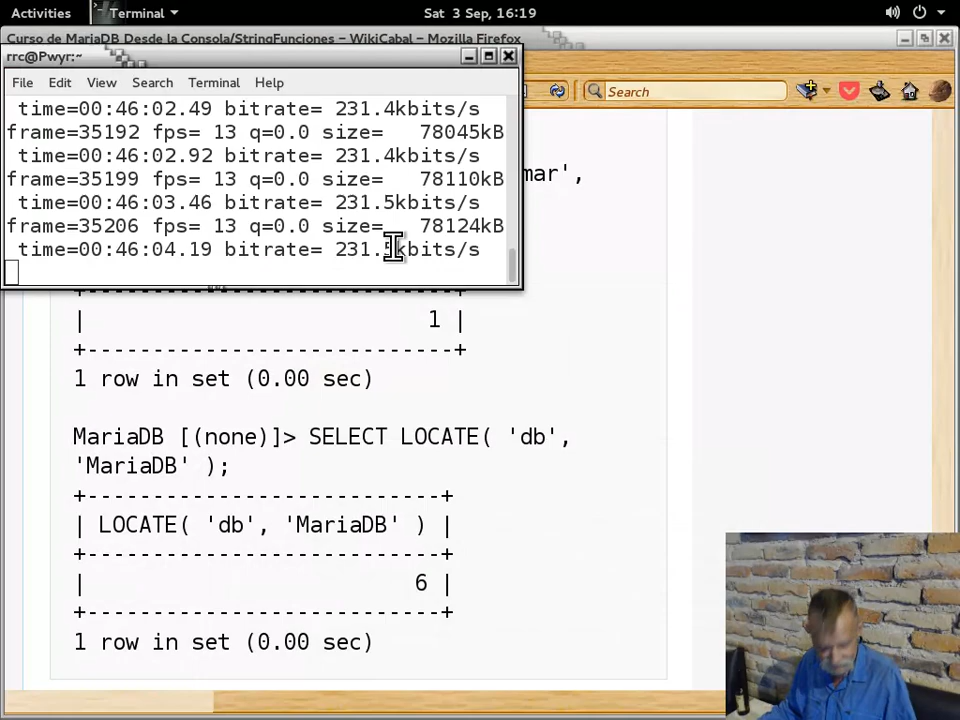 Activities
Terminal
Sat 3 Sep, 16:19
Curso de MariaDB Desde la Consola/StringFunciones – WikiCabal – Mozilla Firefox
rrc@Pwyr:~
File Edit View Search Terminal Help
Search
time=00:46:02.49 bitrate= 231.4kbits/s
frame=35192 fps= 13 q=0.0 size=   78045kB
time=00:46:02.92 bitrate= 231.4kbits/s
frame=35199 fps= 13 q=0.0 size=   78110kB
time=00:46:03.46 bitrate= 231.5kbits/s
frame=35206 fps= 13 q=0.0 size=   78124kB
time=00:46:04.19 bitrate= 231.5kbits/s
mar',
+---------------------------+
|                           1 |
+-----------------------------+
1 row in set (0.00 sec)
MariaDB [(none)]> SELECT LOCATE( 'db',
'MariaDB' );
+----------------------------+
| LOCATE( 'db', 'MariaDB' ) |
+----------------------------+
|                          6 |
+----------------------------+
1 row in set (0.00 sec)